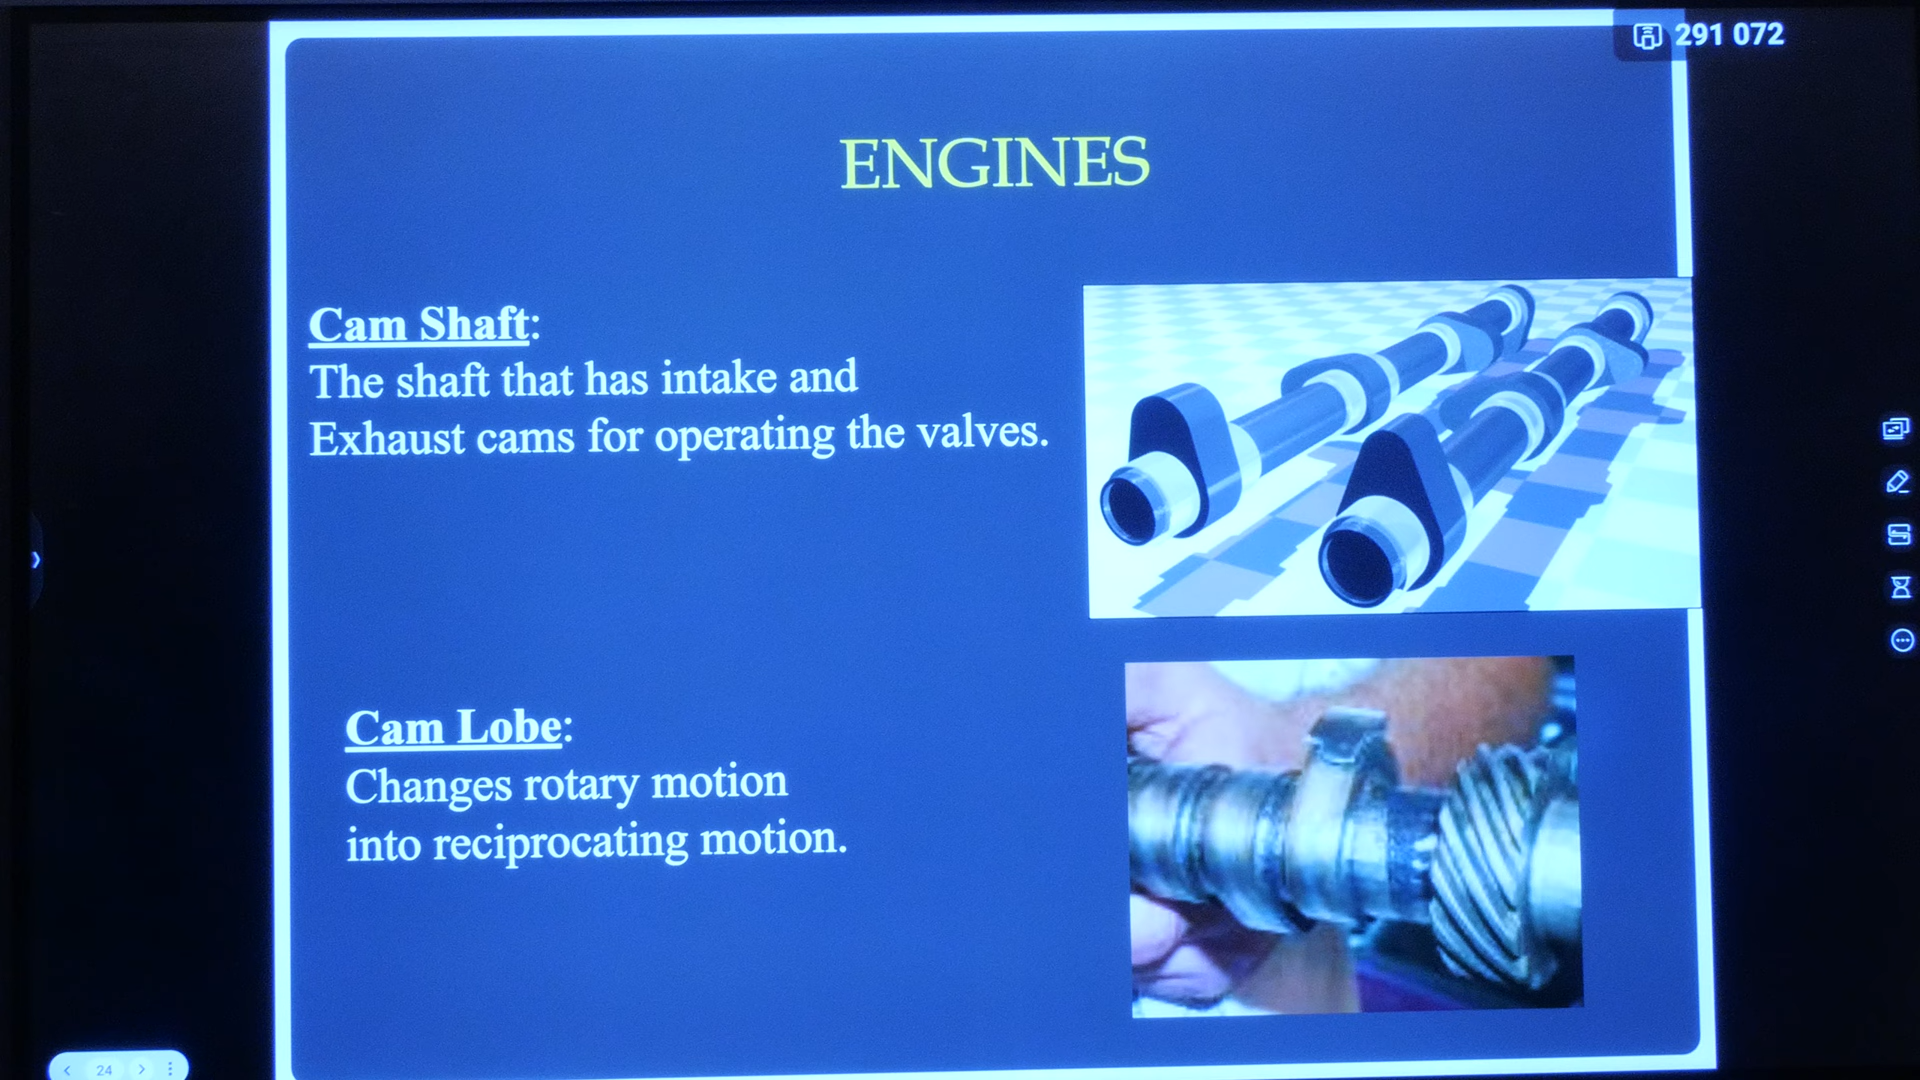 291 072
ENGINES
Cam Shaft:
The shaft that has intake and
Exhaust cams for operating the valves.
Cam Lobe:
Changes rotary motion
into reciprocating motion.
24